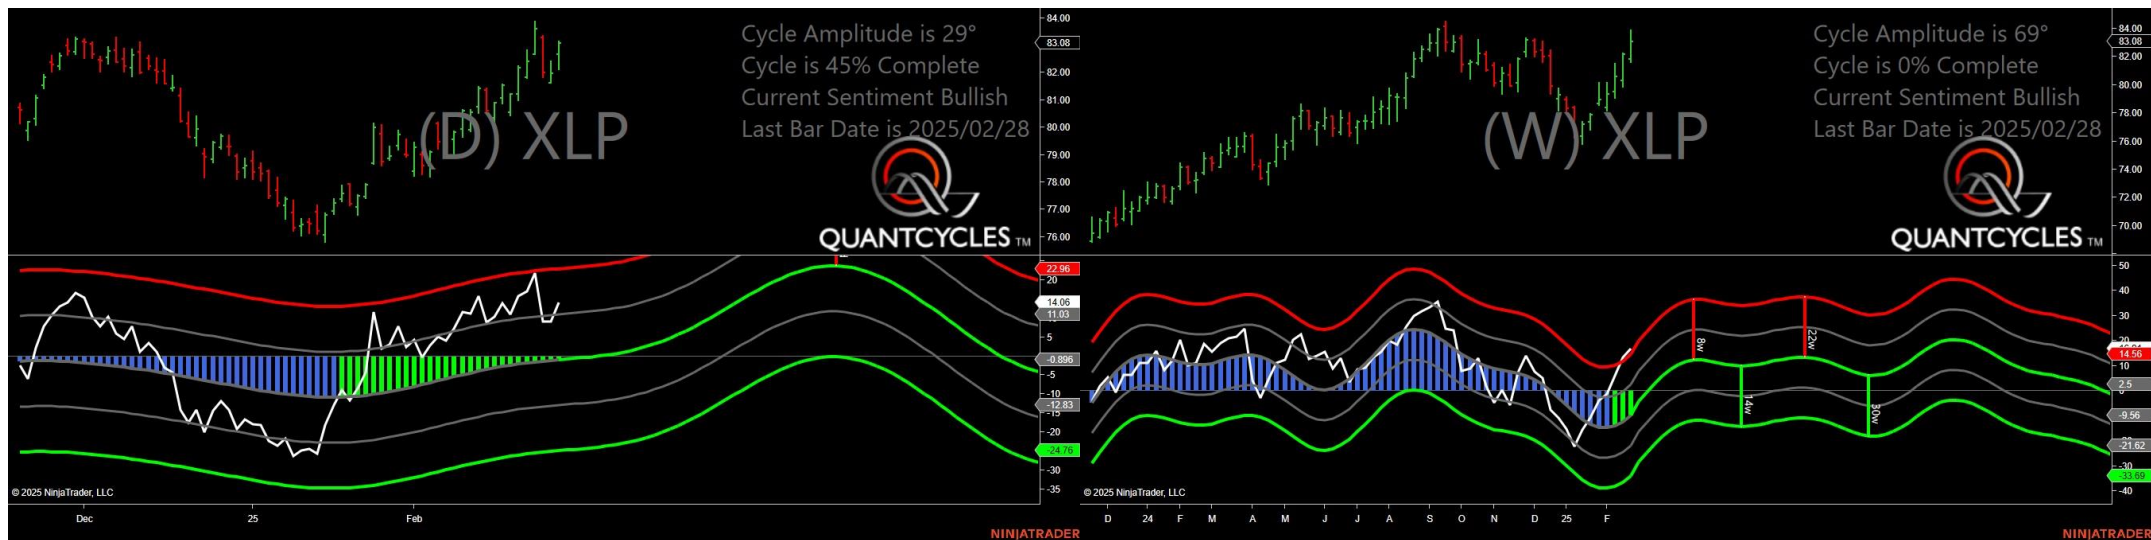 Cycle Amplitude is 29°
Cycle is 45% Complete
Current Sentiment Bullish
Last Bar Date is 2025/02/28
(D) XLP
QUANTCYCLES TM
84.00
83.08
82.00
81.00
80.00
79.00
78.00
77.00
76.00
22.96
20
14.06
11.03
5
-0.896
-5
-10
-12.83
-15
-20
-24.76
-30
-35
© 2025 NinjaTrader, LLC
Dec 25 Feb
NINJATRADER
Cycle Amplitude is 69°
Cycle is 0% Complete
Current Sentiment Bullish
Last Bar Date is 2025/02/28
(W) XLP
QUANTCYCLES TM
84.00
83.08
82.00
80.00
78.00
76.00
74.00
72.00
70.00
50
40
30
20
14.56
10
2.5
0
-9.56
-21.62
-30
-33.69
-40
8w
22w
14w
30w
© 2025 NinjaTrader, LLC
D 24 F M A M J J A S O N D 25 F
NINJATRADER